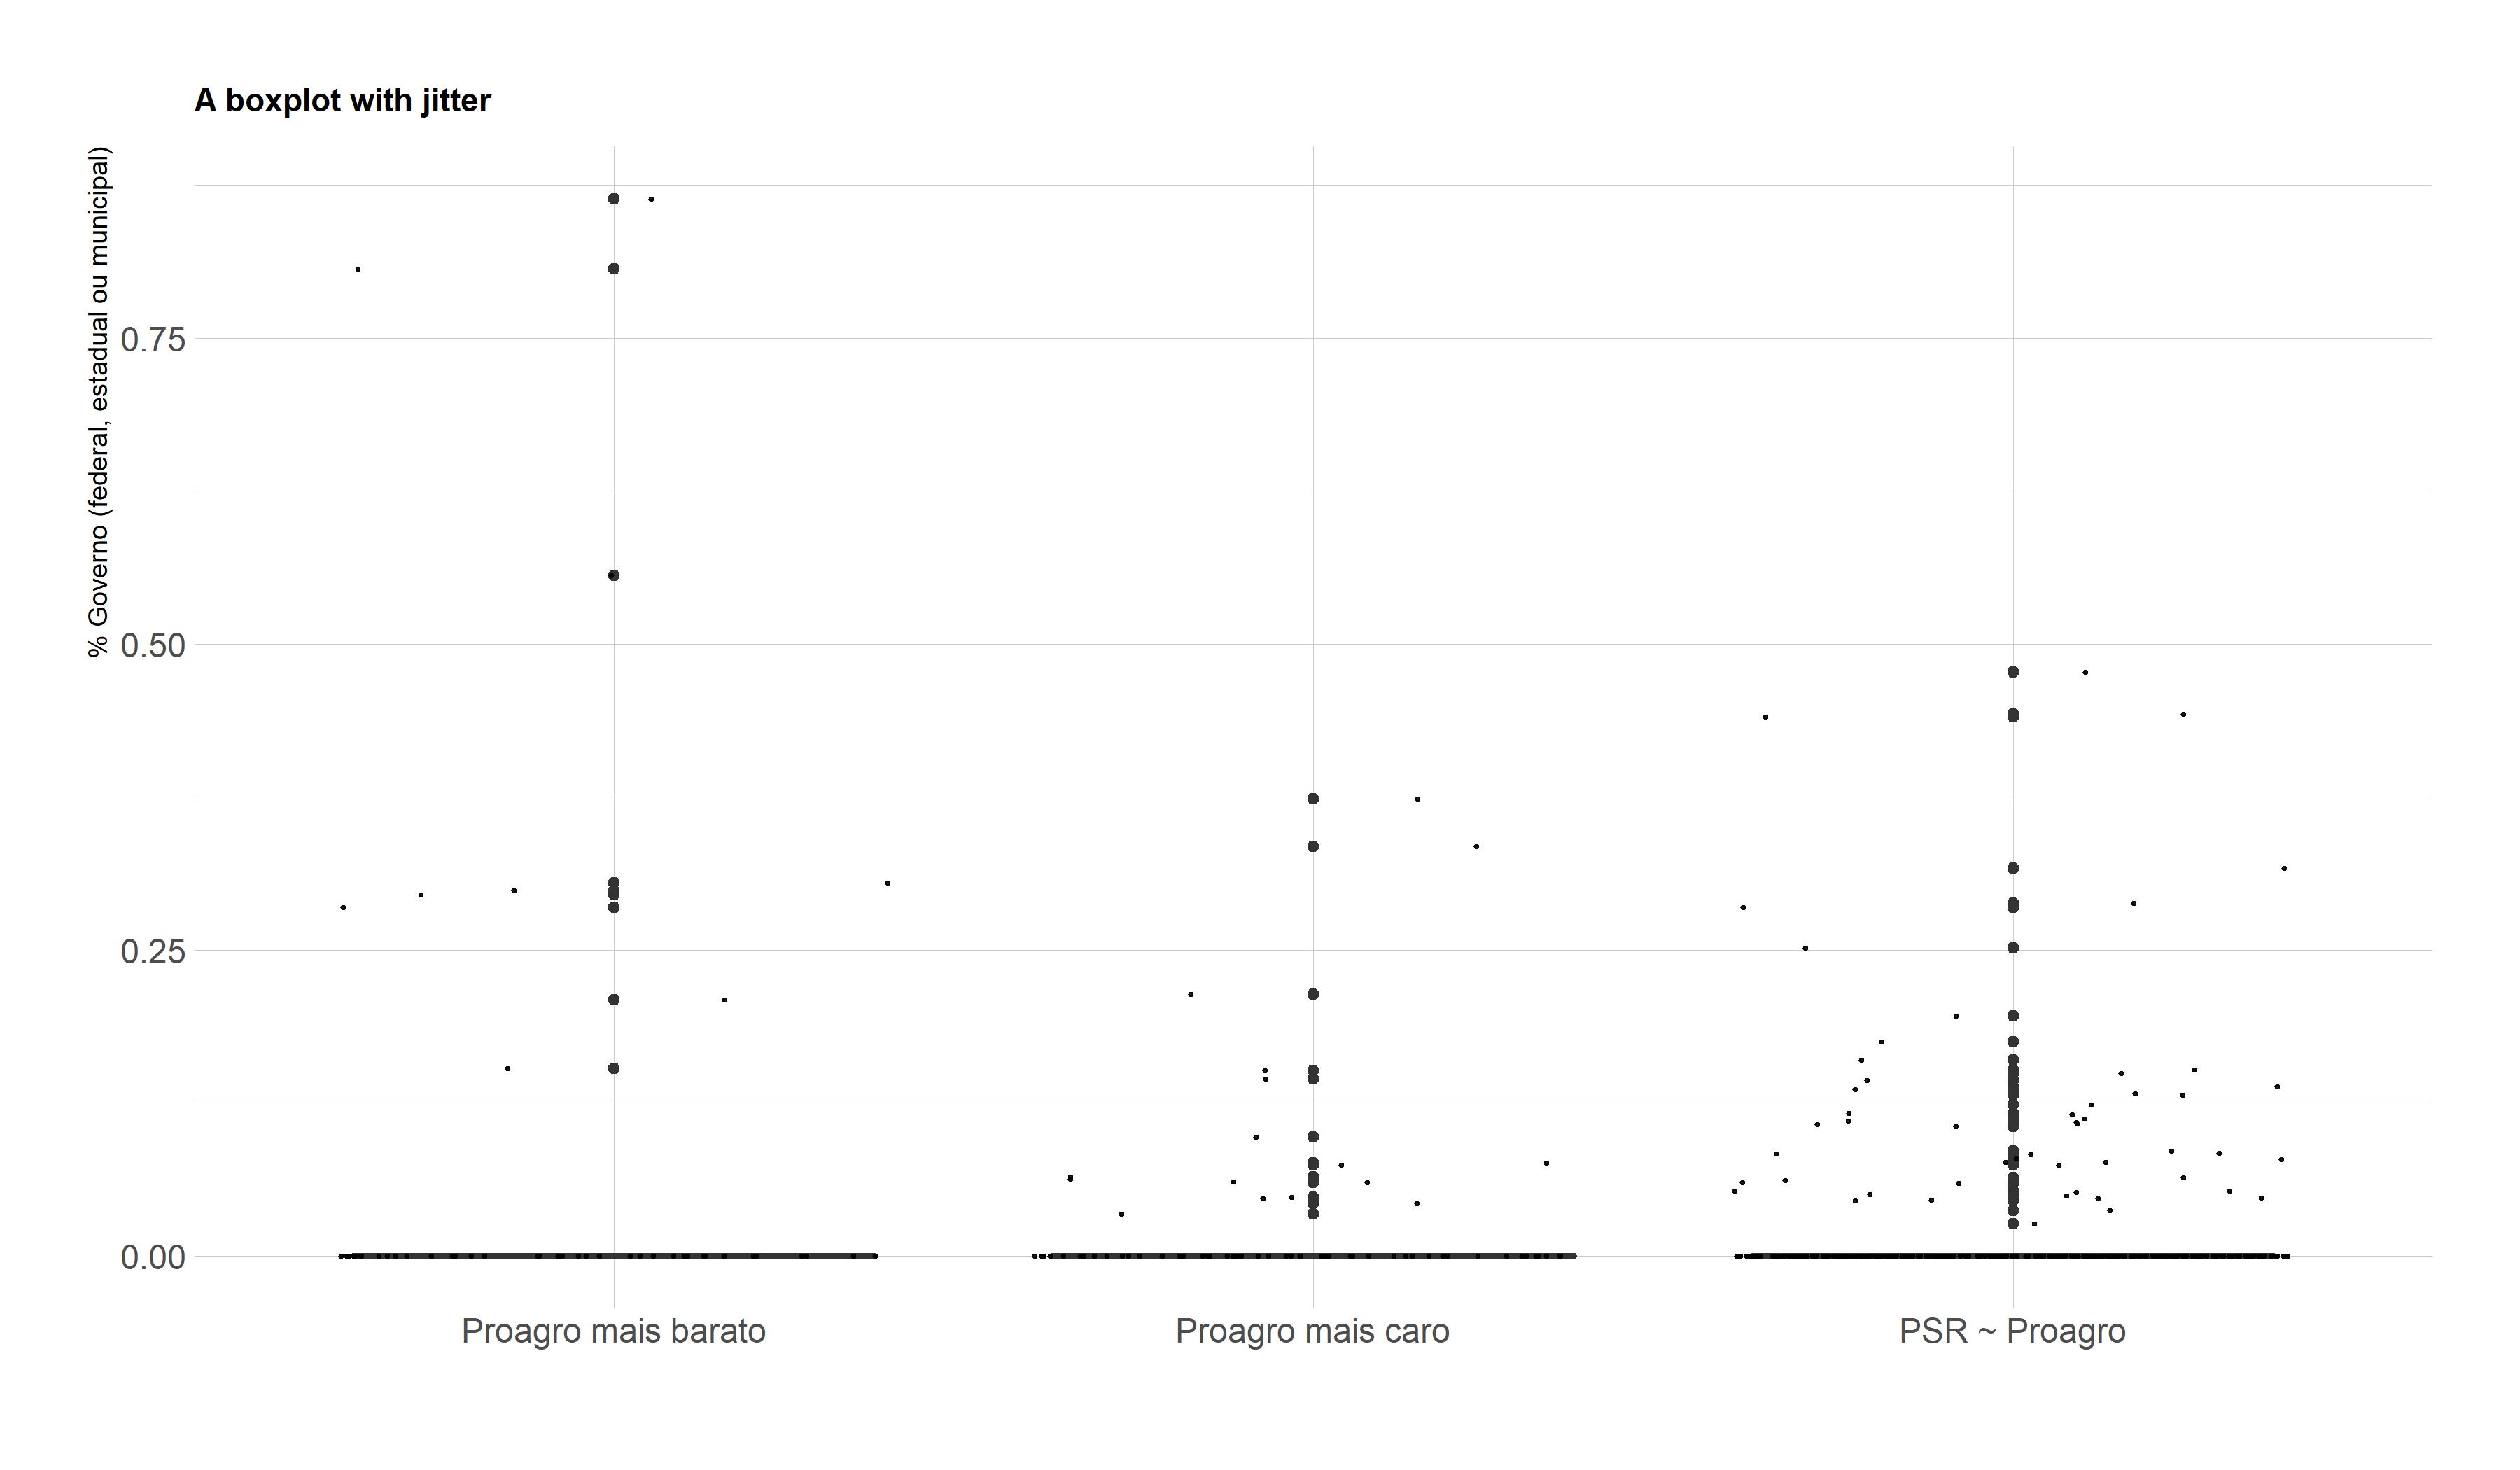 A boxplot with jitter
% Governo (federal, estadual ou municipal)
0.75
0.50
0.25
0.00
Proagro mais barato
Proagro mais caro
PSR ~ Proagro